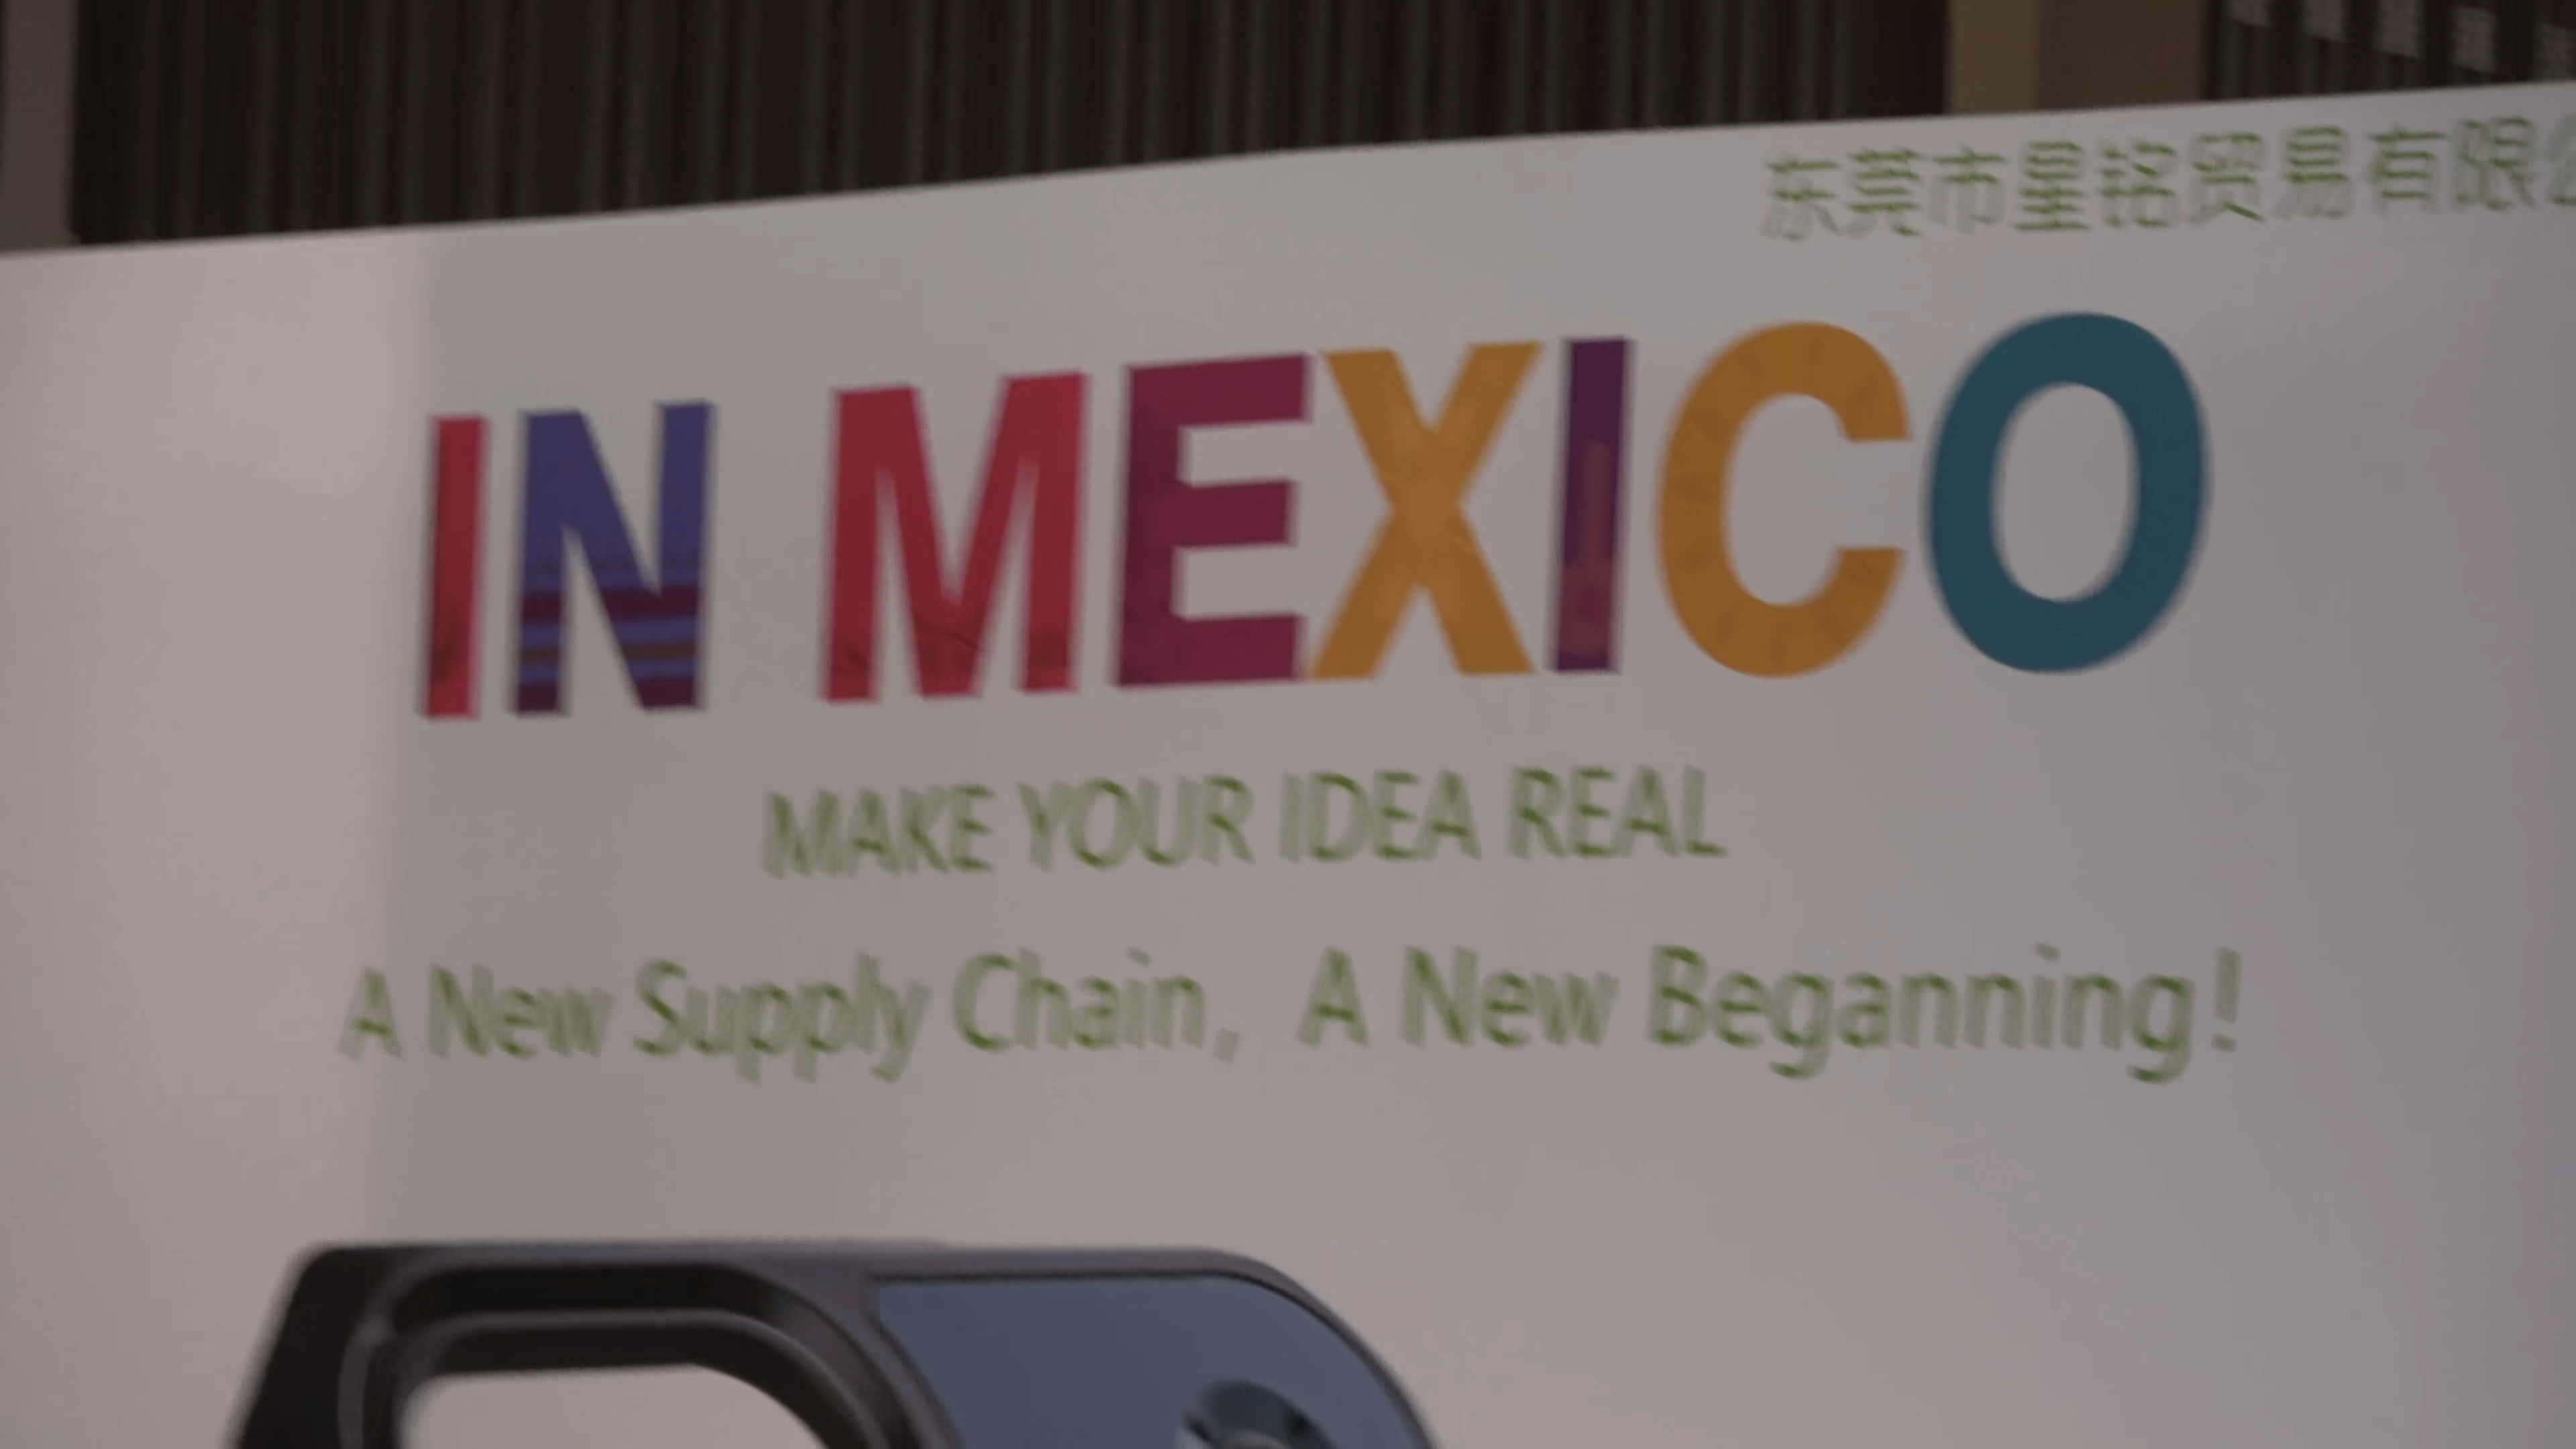 东莞市星铭贸易有限
IN MEXICO
MAKE YOUR IDEA REAL
A New Supply Chain, A New Beganning!